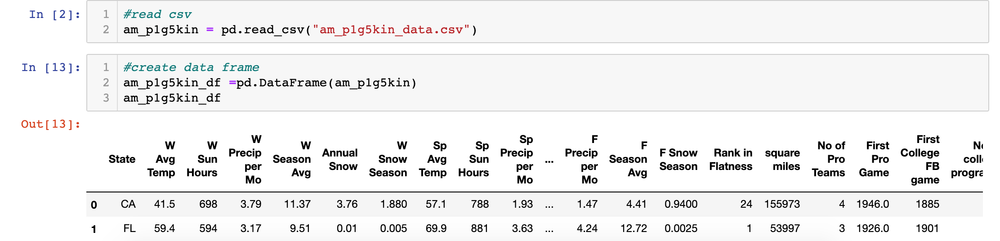 In [2]:
1 #read csv
2 am_p1g5kin = pd.read_csv("am_p1g5kin_data.csv")
In [13]:
1 #create data frame
2 am_p1g5kin_df =pd.DataFrame(am_p1g5kin)
3 am_p1g5kin_df
Out[13]:
State W Avg Temp W Sun Hours W Precip per Mo W Season Avg Annual Snow W Snow Season Sp Avg Temp Sp Sun Hours Sp Precip per Mo ... F Precip per Mo F Season Avg F Snow Season Rank in Flatness square miles No of Pro Teams First Pro Game First College FB game
0 CA 41.5 698 3.79 11.37 3.76 1.880 57.1 788 1.93 ... 1.47 4.41 0.9400 24 155973 4 1946.0 1885
1 FL 59.4 594 3.17 9.51 0.01 0.005 69.9 881 3.63 ... 4.24 12.72 0.0025 1 53997 3 1926.0 1901